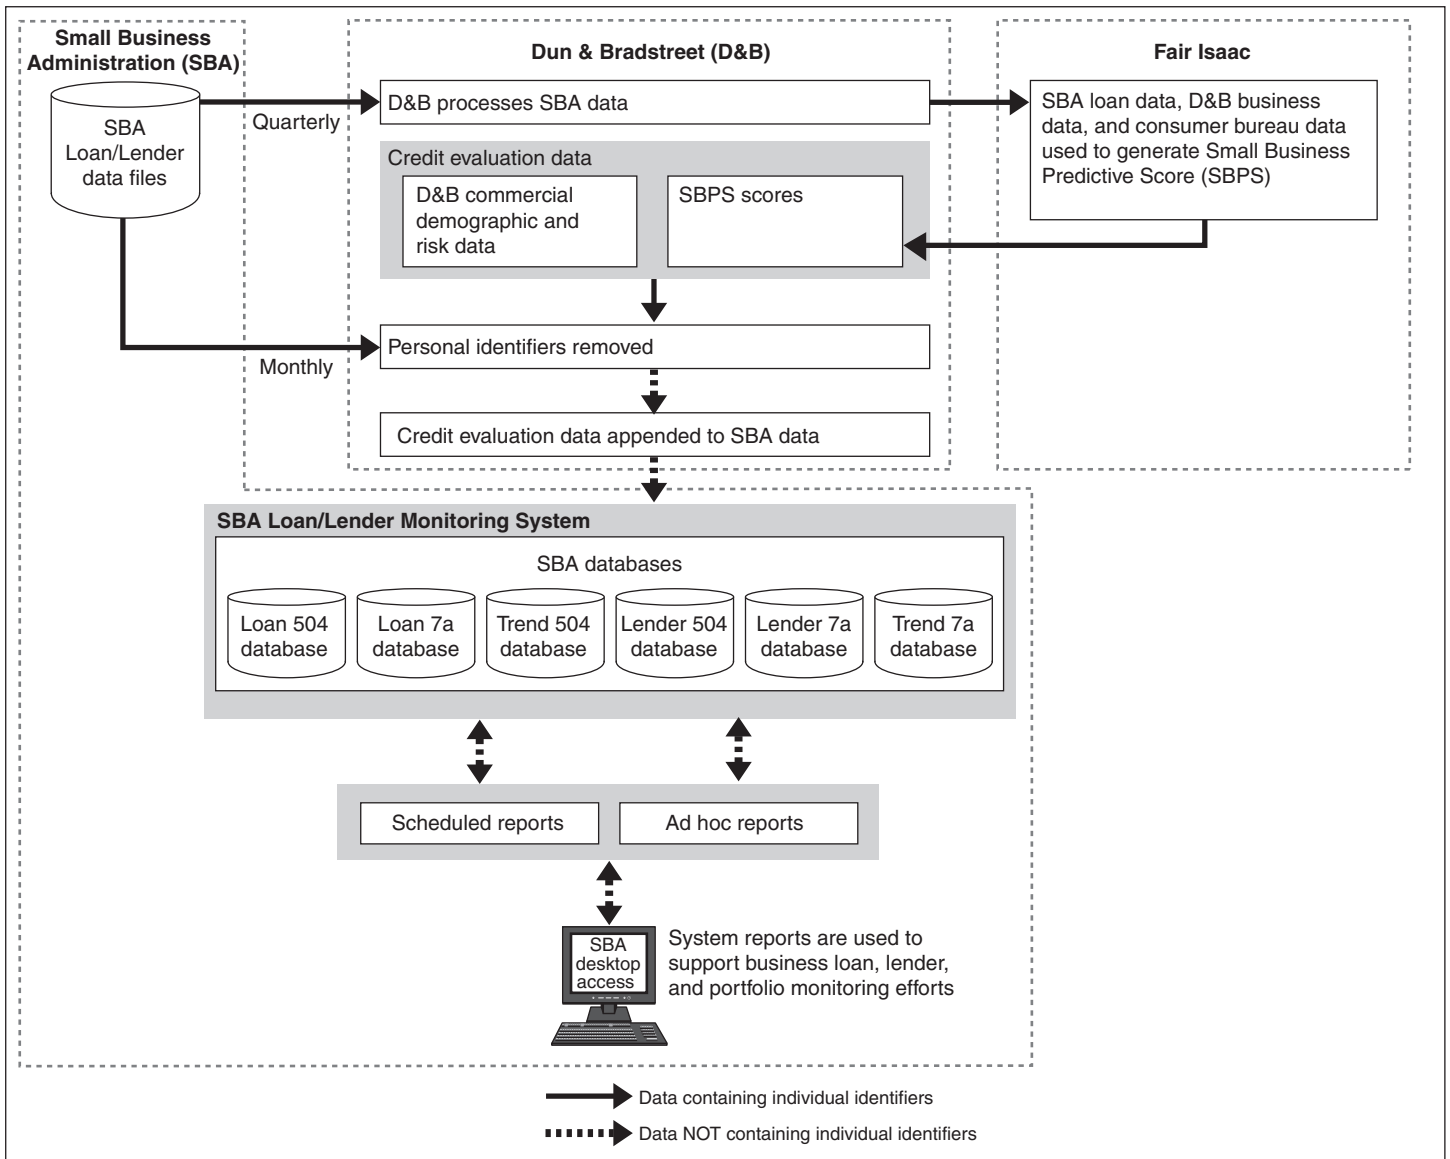 Small Business
Administration (SBA)
Dun & Bradstreet (D&B)
Fair Isaac
SBA
Loan/Lender
data files
Quarterly
D&B processes SBA data
SBA loan data, D&B business
data, and consumer bureau data
used to generate Small Business
Predictive Score (SBPS)
Credit evaluation data
D&B commercial
demographic and
risk data
SBPS scores
Monthly
Personal identifiers removed
Credit evaluation data appended to SBA data
SBA Loan/Lender Monitoring System
SBA databases
Loan 504
database
Loan 7a
database
Trend 504
database
Lender 504
database
Lender 7a
database
Trend 7a
database
Scheduled reports
Ad hoc reports
SBA
desktop
access
System reports are used to
support business loan, lender,
and portfolio monitoring efforts
Data containing individual identifiers
Data NOT containing individual identifiers